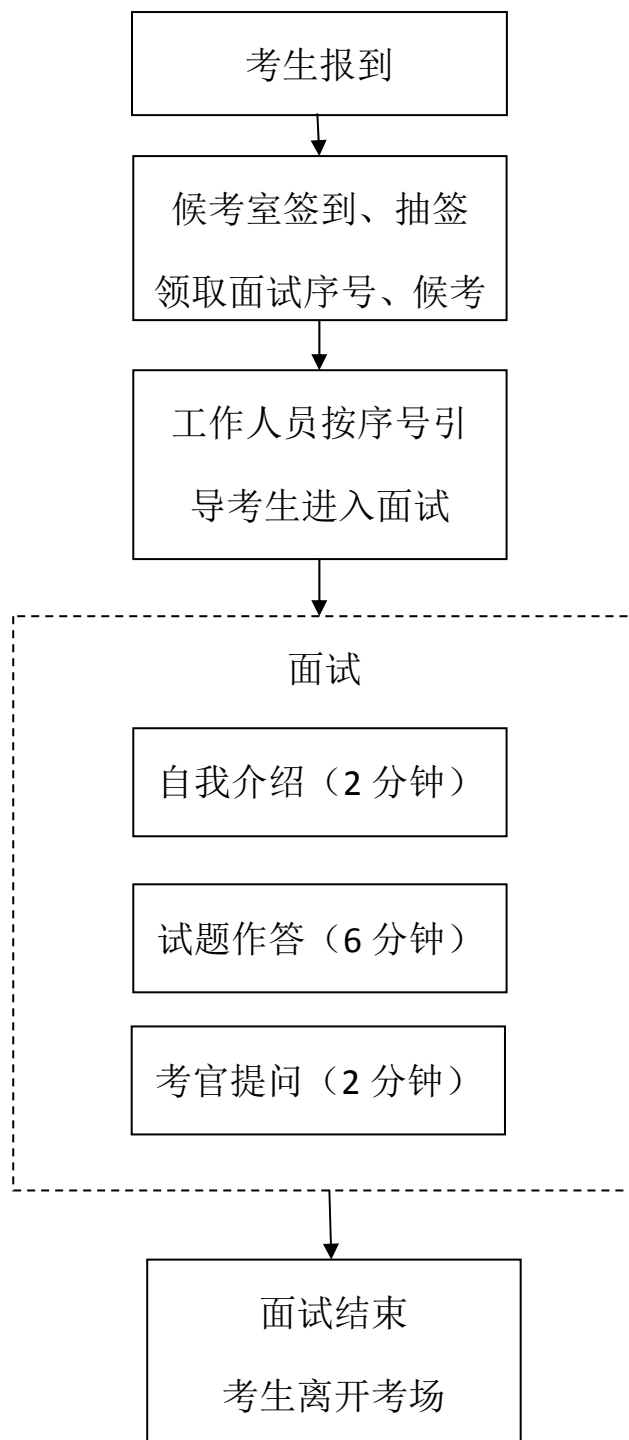 考生报到
候考室签到、抽签
领取面试序号、候考
工作人员按序号引
导考生进入面试
面试
自我介绍（2 分钟）
试题作答（6 分钟）
考官提问（2 分钟）
面试结束
考生离开考场